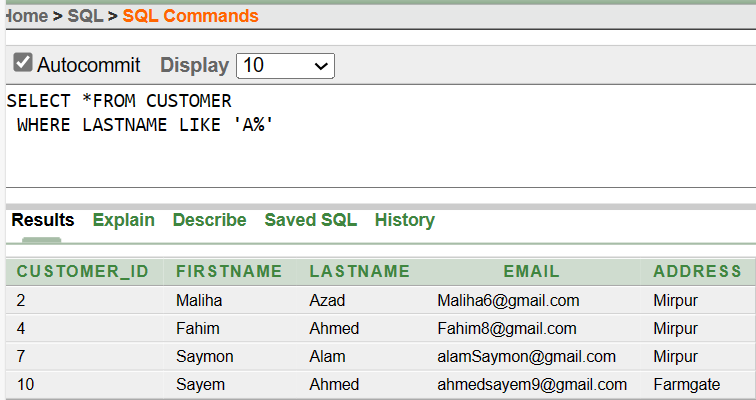 Home > SQL > SQL Commands
Autocommit Display 10
SELECT *FROM CUSTOMER
WHERE LASTNAME LIKE 'A%'
Results Explain Describe Saved SQL History
CUSTOMER_ID FIRSTNAME LASTNAME EMAIL ADDRESS
2 Maliha Azad Maliha6@gmail.com Mirpur
4 Fahim Ahmed Fahim8@gmail.com Mirpur
7 Saymon Alam alamSaymon@gmail.com Mirpur
10 Sayem Ahmed ahmedsayem9@gmail.com Farmgate